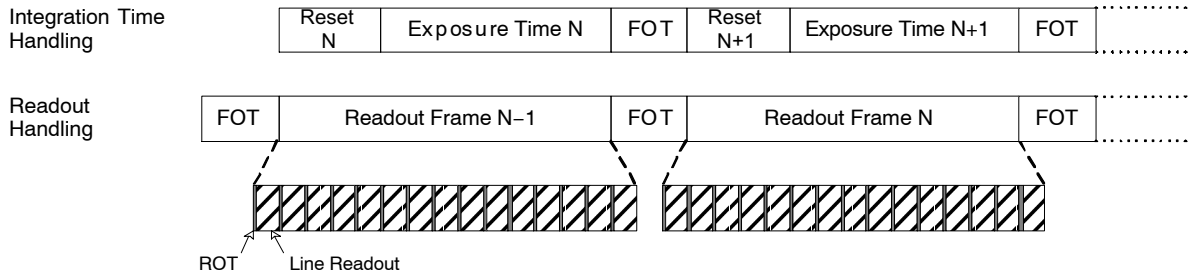 Integration Time
Handling
Reset
N
Exposure Time N
FOT
Reset
N+1
Exposure Time N+1
FOT
Readout
Handling
FOT
Readout Frame N−1
FOT
Readout Frame N
FOT
ROT
Line Readout